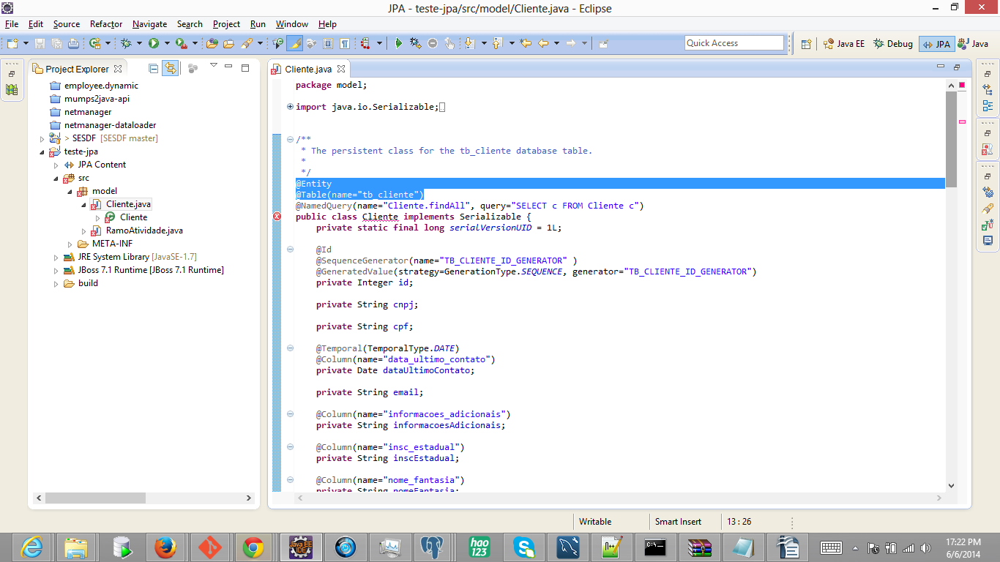 JPA - teste-jpa/src/model/Cliente.java - Eclipse
File Edit Source Refactor Navigate Search Project Run Window Help
Quick Access
Java EE Debug JPA Java
Project Explorer
employee.dynamic
mumps2java-api
netmanager
netmanager-dataloader
> SESDF [SESDF master]
teste-jpa
JPA Content
src
model
Cliente.java
Cliente
RamoAtividade.java
META-INF
JRE System Library [JavaSE-1.7]
JBoss 7.1 Runtime [JBoss 7.1 Runtime]
build
Cliente.java
package model;
import java.io.Serializable;
/**
* The persistent class for the tb_cliente database table.
*
*/
@Entity
@Table(name="tb_cliente")
@NamedQuery(name="Cliente.findAll", query="SELECT c FROM Cliente c")
public class Cliente implements Serializable {
private static final long serialVersionUID = 1L;
@Id
@SequenceGenerator(name="TB_CLIENTE_ID_GENERATOR" )
@GeneratedValue(strategy=GenerationType.SEQUENCE, generator="TB_CLIENTE_ID_GENERATOR")
private Integer id;
private String cnpj;
private String cpf;
@Temporal(TemporalType.DATE)
@Column(name="data_ultimo_contato")
private Date dataUltimoContato;
private String email;
@Column(name="informacoes_adicionais")
private String informacoesAdicionais;
@Column(name="insc_estadual")
private String inscEstadual;
@Column(name="nome_fantasia")
private String nomeFantasia;
Writable Smart Insert 13 : 26
Java EE
IDE
hao
123
17:22 PM
6/6/2014